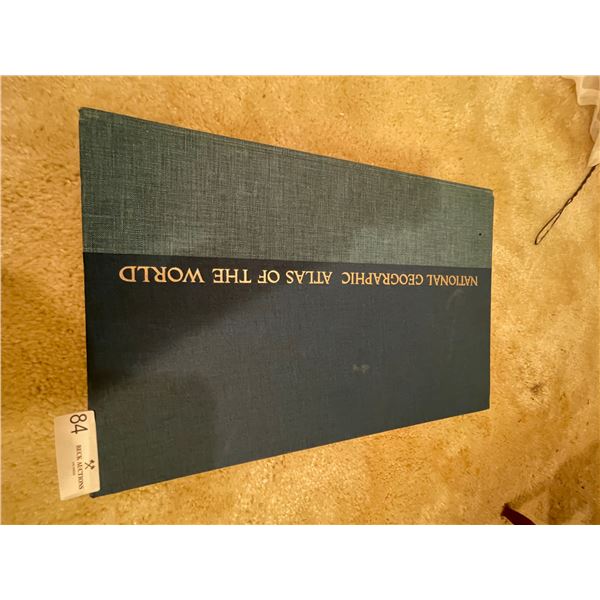 NATIONAL GEOGRAPHIC ATLAS OF THE WORLD
84
BECK AUCTIONS